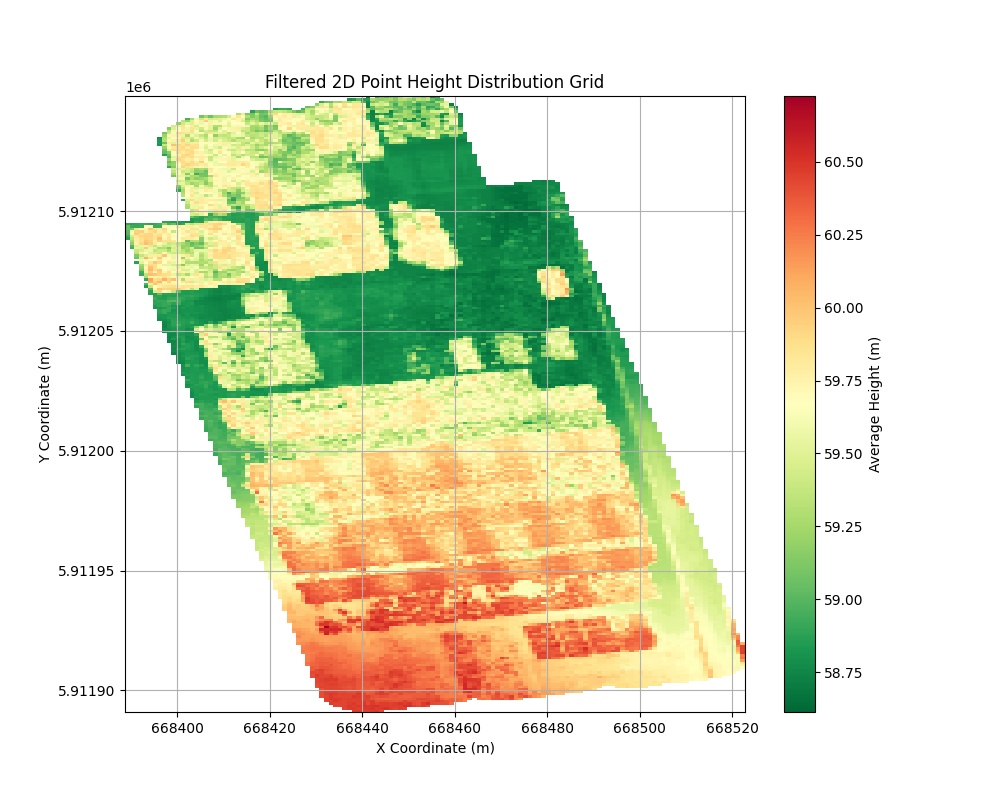 Filtered 2D Point Height Distribution Grid
1e6
5.91210
5.91205
5.91200
5.91195
5.91190
Y Coordinate (m)
668400 668420 668440 668460 668480 668500 668520
X Coordinate (m)
60.50
60.25
60.00
59.75
59.50
59.25
59.00
58.75
Average Height (m)